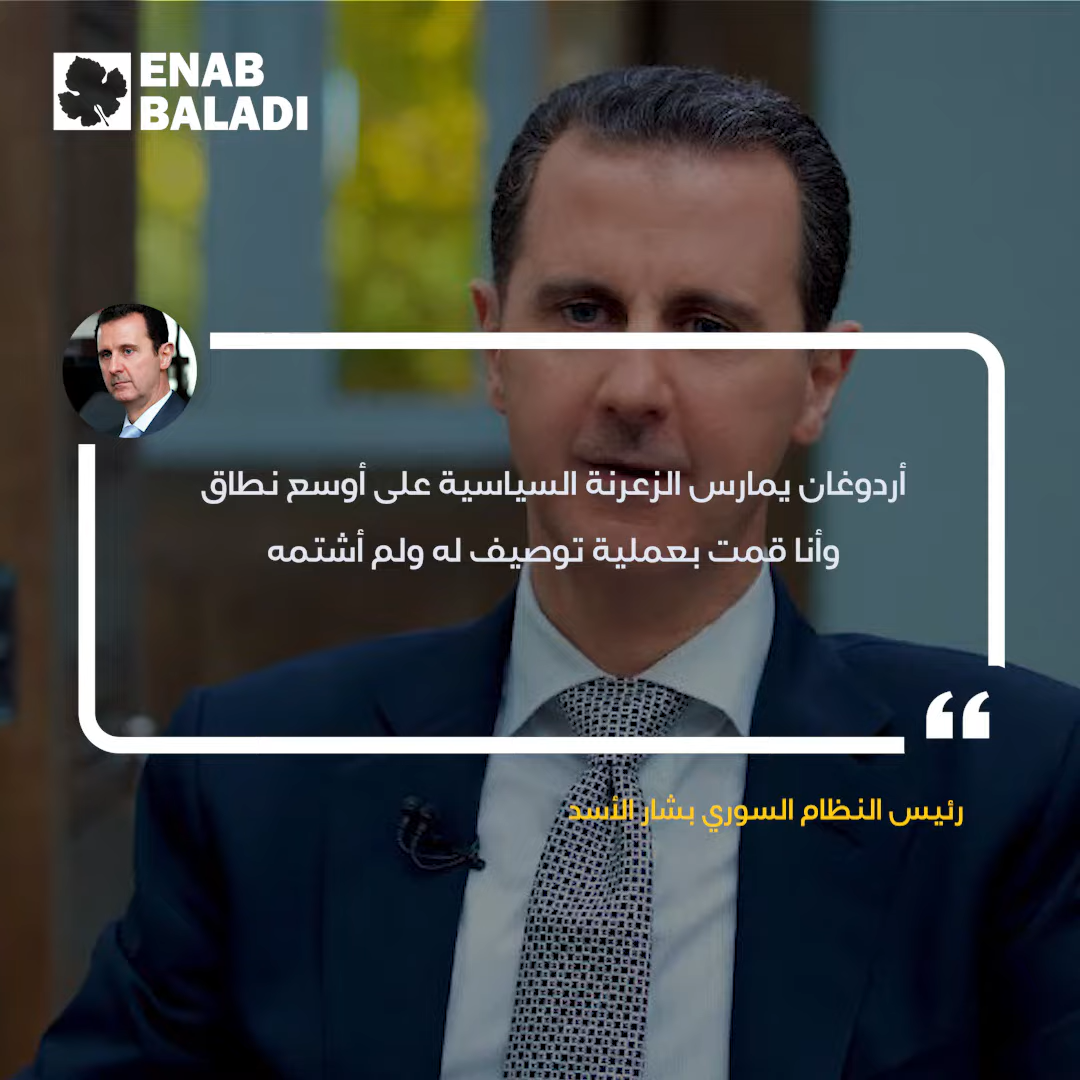 ENAB
BALADI
أردوغان يمارس الزعرنة السياسية على أوسع نطاق
وأنا قمت بعملية توصيف له ولم أشتمه
رئيس النظام السوري بشار الأسد